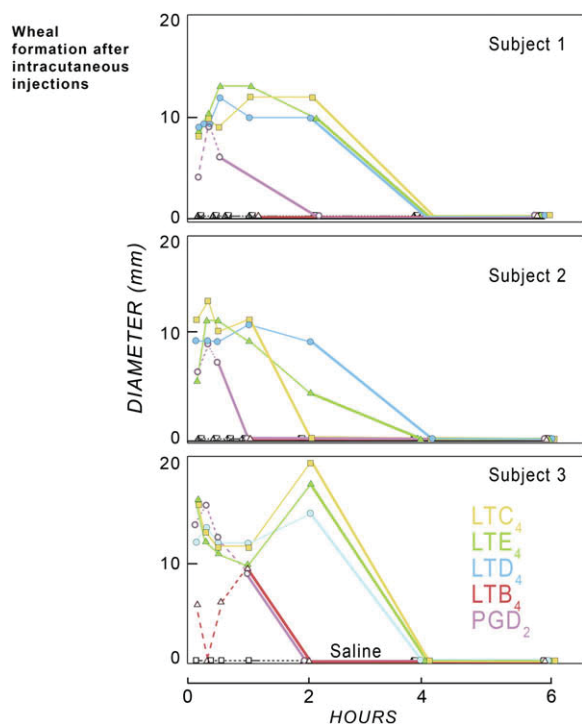 Wheal
formation after
intracutaneous
injections
20
Subject 1
10
0
20
Subject 2
10
0
DIAMETER (mm)
20
Subject 3
LTC4
LTE4
10
LTD4
LTB4
PGD2
Saline
0
0 2 4 6
HOURS